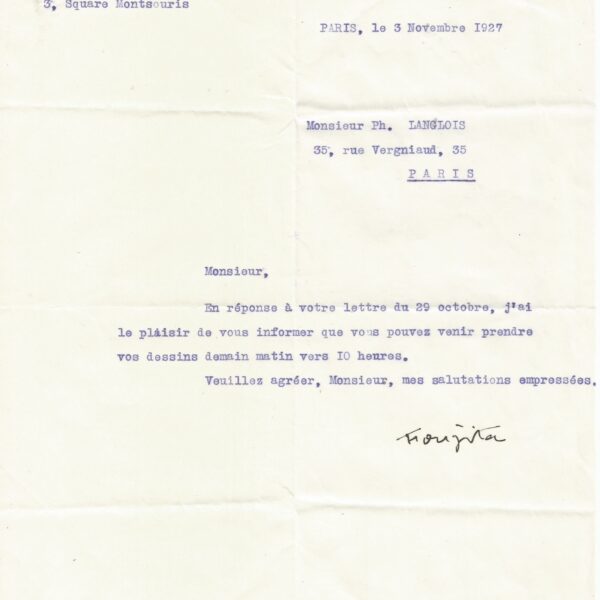 3, Square Montsouris
PARIS, le 3 Novembre 1927
Monsieur Ph. LANGLOIS
35, rue Vergniaud, 35
PARIS
Monsieur,
En réponse à votre lettre du 29 octobre, j'ai
le pláisir de vous informer que vous pouvez venir prendre
vos dessins demain matin vers IO heures.
Veuillez agréer, Monsieur, mes salutations empressées.
Foujita